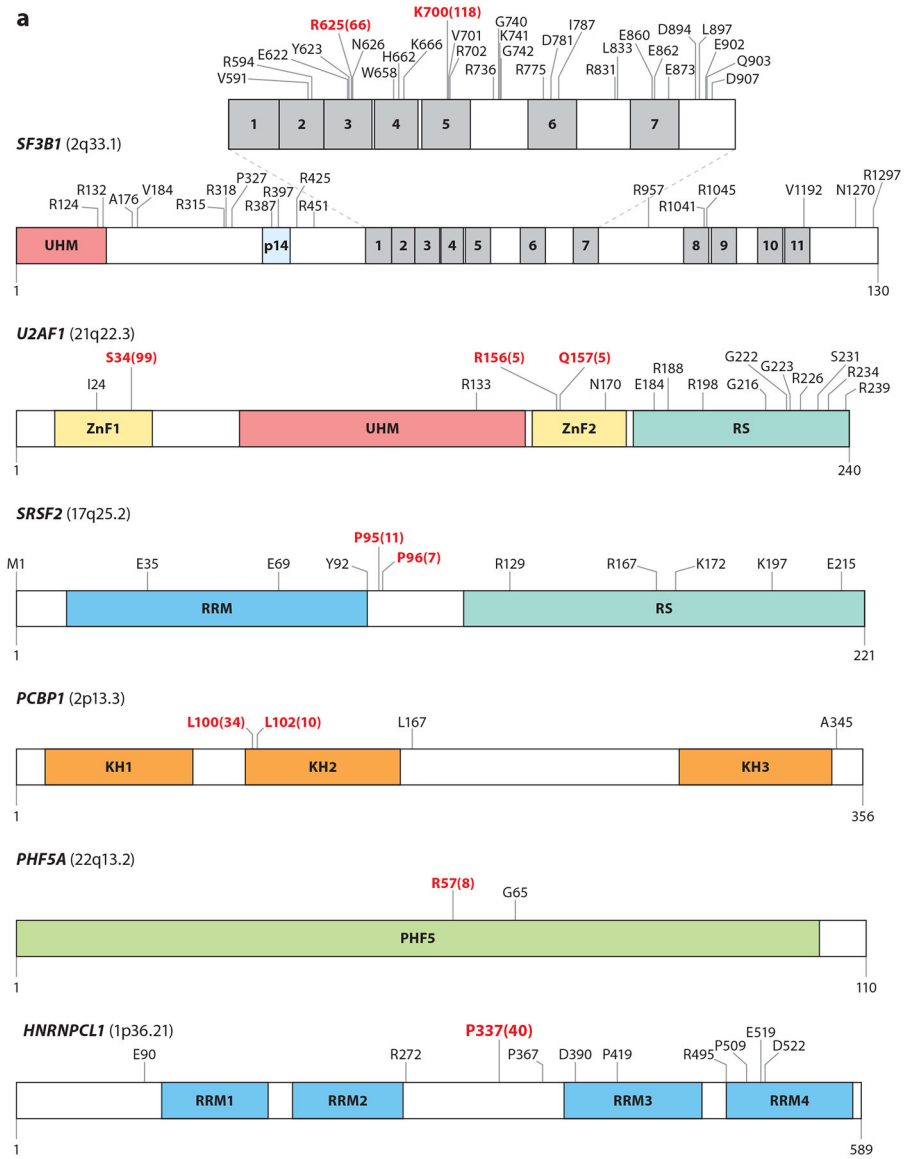 a
K700(118)
R625(66)
G740
I787
D894
L897
V701
K741
E860
E902
Y623
N626
K666
R702
G742
D781
L833
E862
Q903
R594
E622
H662
W658
R736
R775
R831
E873
D907
V591
1 2 3 4 5 6 7
SF3B1 (2q33.1)
P327
R425
R1297
R132
V184
R318
R397
R957
R1045
V1192
N1270
R124
A176
R315
R387
R451
R1041
UHM p14 1 2 3 4 5 6 7 8 9 10 11
1 130
U2AF1 (21q22.3)
S34(99)
R156(5)
Q157(5)
G222
S231
R188
G223
R234
I24
R133
N170
E184
R198
G216
R226
R239
ZnF1 UHM ZnF2 RS
1 240
SRSF2 (17q25.2)
P95(11)
P96(7)
M1 E35 E69 Y92 R129 R167 K172 K197 E215
RRM RS
1 221
PCBP1 (2p13.3)
L100(34) L102(10) L167 A345
KH1 KH2 KH3
1 356
PHF5A (22q13.2)
R57(8)
G65
PHF5
1 110
HNRNPCL1 (1p36.21)
P337(40)
E519
P509 D522
E90 R272 P367 D390 P419 R495
RRM1 RRM2 RRM3 RRM4
1 589